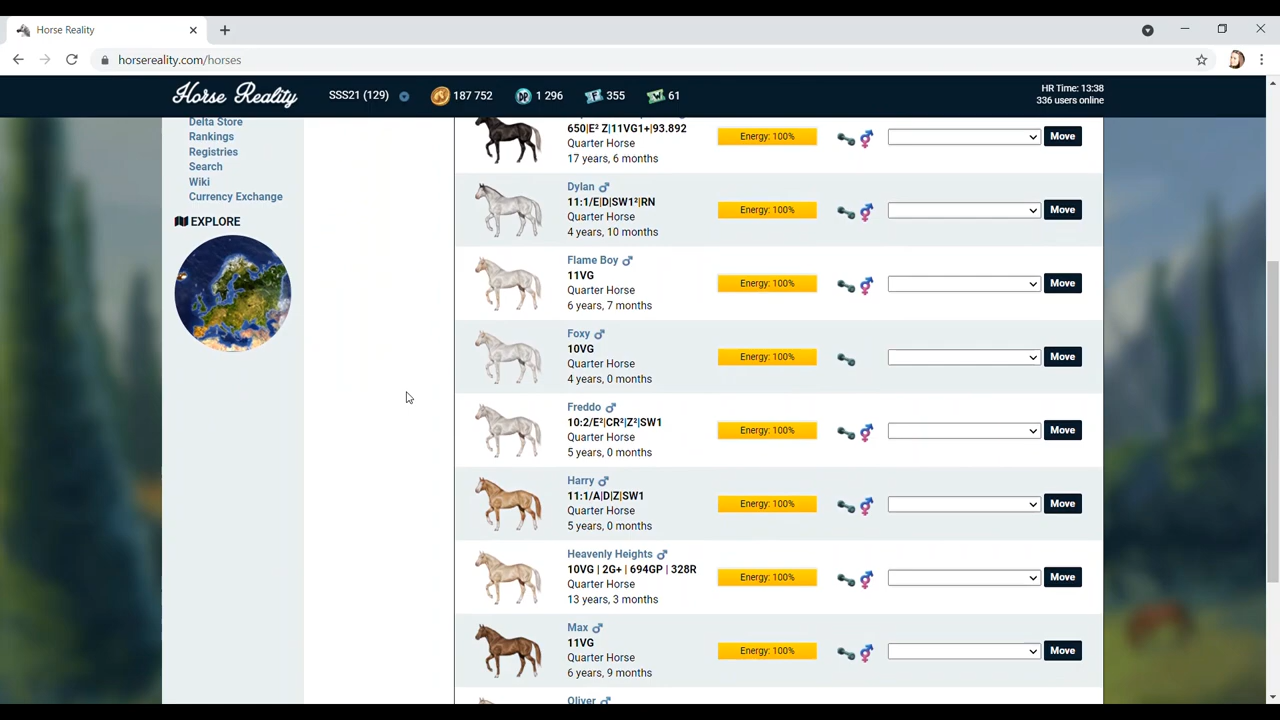 Horse Reality
horsereality.com/horses
Horse Reality
SSS21 (129)
187 752
DP
1 296
F
355
W
61
HR Time: 13:38
336 users online
Delta Store
Rankings
Registries
Search
Wiki
Currency Exchange
EXPLORE
650|E² Z|11VG1+|93.892
Quarter Horse
17 years, 6 months
Energy: 100%
Move
Dylan
11:1/E|D|SW1²|RN
Quarter Horse
4 years, 10 months
Energy: 100%
Move
Flame Boy
11VG
Quarter Horse
6 years, 7 months
Energy: 100%
Move
Foxy
10VG
Quarter Horse
4 years, 0 months
Energy: 100%
Move
Freddo
10:2/E²|CR²|Z²|SW1
Quarter Horse
5 years, 0 months
Energy: 100%
Move
Harry
11:1/A|D|Z|SW1
Quarter Horse
5 years, 0 months
Energy: 100%
Move
Heavenly Heights
10VG | 2G+ | 694GP | 328R
Quarter Horse
13 years, 3 months
Energy: 100%
Move
Max
11VG
Quarter Horse
6 years, 9 months
Energy: 100%
Move
Oliver